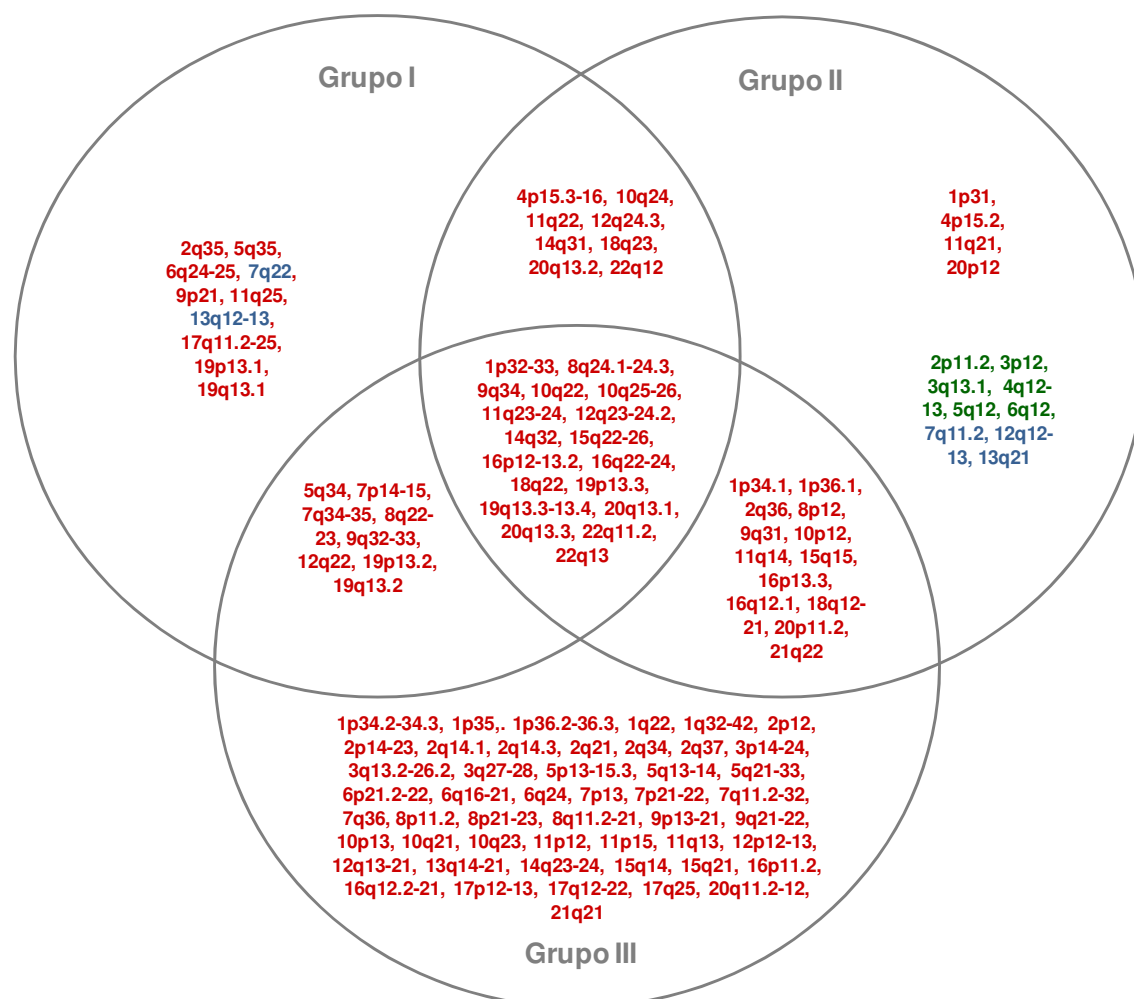 Grupo I
Grupo II
4p15.3-16, 10q24,
11q22, 12q24.3,
14q31, 18q23,
20q13.2, 22q12
1p31,
4p15.2,
11q21,
20p12
2q35, 5q35,
6q24-25, 7q22,
9p21, 11q25,
13q12-13,
17q11.2-25,
19p13.1,
19q13.1
1p32-33, 8q24.1-24.3,
9q34, 10q22, 10q25-26,
11q23-24, 12q23-24.2,
14q32, 15q22-26,
16p12-13.2, 16q22-24,
18q22, 19p13.3,
19q13.3-13.4, 20q13.1,
20q13.3, 22q11.2,
22q13
2p11.2, 3p12,
3q13.1, 4q12-
13, 5q12, 6q12,
7q11.2, 12q12-
13, 13q21
5q34, 7p14-15,
7q34-35, 8q22-
23, 9q32-33,
12q22, 19p13.2,
19q13.2
1p34.1, 1p36.1,
2q36, 8p12,
9q31, 10p12,
11q14, 15q15,
16p13.3,
16q12.1, 18q12-
21, 20p11.2,
21q22
1p34.2-34.3, 1p35,. 1p36.2-36.3, 1q22, 1q32-42, 2p12,
2p14-23, 2q14.1, 2q14.3, 2q21, 2q34, 2q37, 3p14-24,
3q13.2-26.2, 3q27-28, 5p13-15.3, 5q13-14, 5q21-33,
6p21.2-22, 6q16-21, 6q24, 7p13, 7p21-22, 7q11.2-32,
7q36, 8p11.2, 8p21-23, 8q11.2-21, 9p13-21, 9q21-22,
10p13, 10q21, 10q23, 11p12, 11p15, 11q13, 12p12-13,
12q13-21, 13q14-21, 14q23-24, 15q14, 15q21, 16p11.2,
16q12.2-21, 17p12-13, 17q12-22, 17q25, 20q11.2-12,
21q21
Grupo III